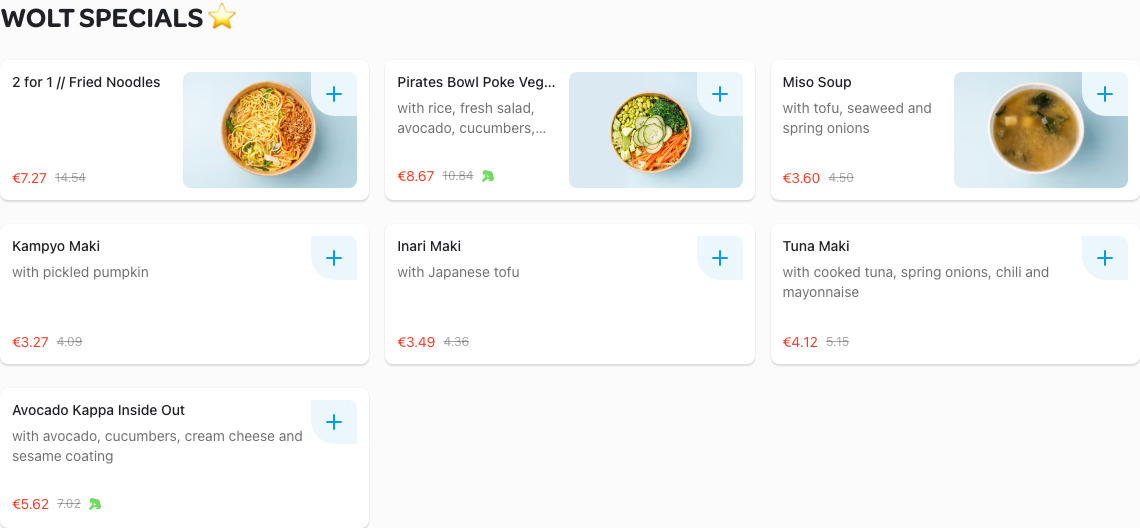 WOLT SPECIALS⭐
2 for 1 // Fried Noodles
€7.27 14.54
Pirates Bowl Poke Veg...
with rice, fresh salad,
avocado, cucumbers,...
€8.67 10.84
Miso Soup
with tofu, seaweed and
spring onions
€3.60 4.50
Kampyo Maki
with pickled pumpkin
€3.27 4.09
Inari Maki
with Japanese tofu
€3.49 4.36
Tuna Maki
with cooked tuna, spring onions, chili and
mayonnaise
€4.12 5.15
Avocado Kappa Inside Out
with avocado, cucumbers, cream cheese and
sesame coating
€5.62 7.02